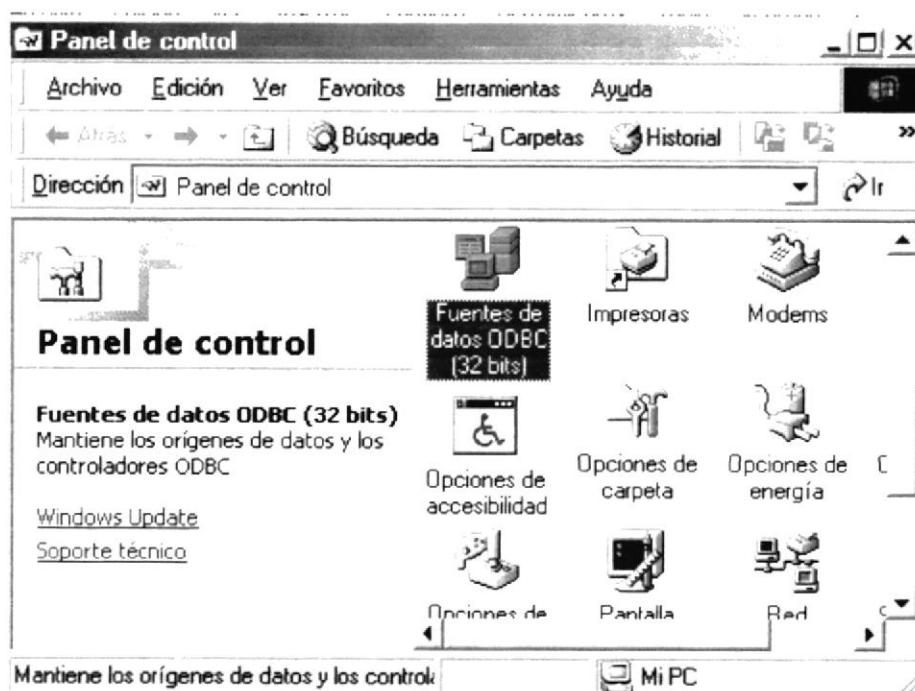 Panel de control
Archivo Edición Ver Favoritos Herramientas Ayuda
Atrás Búsqueda Carpetas Historial »
Dirección Panel de control Ir
Panel de control
Fuentes de datos ODBC (32 bits)
Mantiene los orígenes de datos y los
controladores ODBC
Windows Update
Soporte técnico
Fuentes de
datos ODBC
(32 bits)
Impresoras
Modems
Opciones de
accesibilidad
Opciones de
carpeta
Opciones de
energía
Opciones de
Pantalla
Red
Mantiene los orígenes de datos y los control
Mi PC